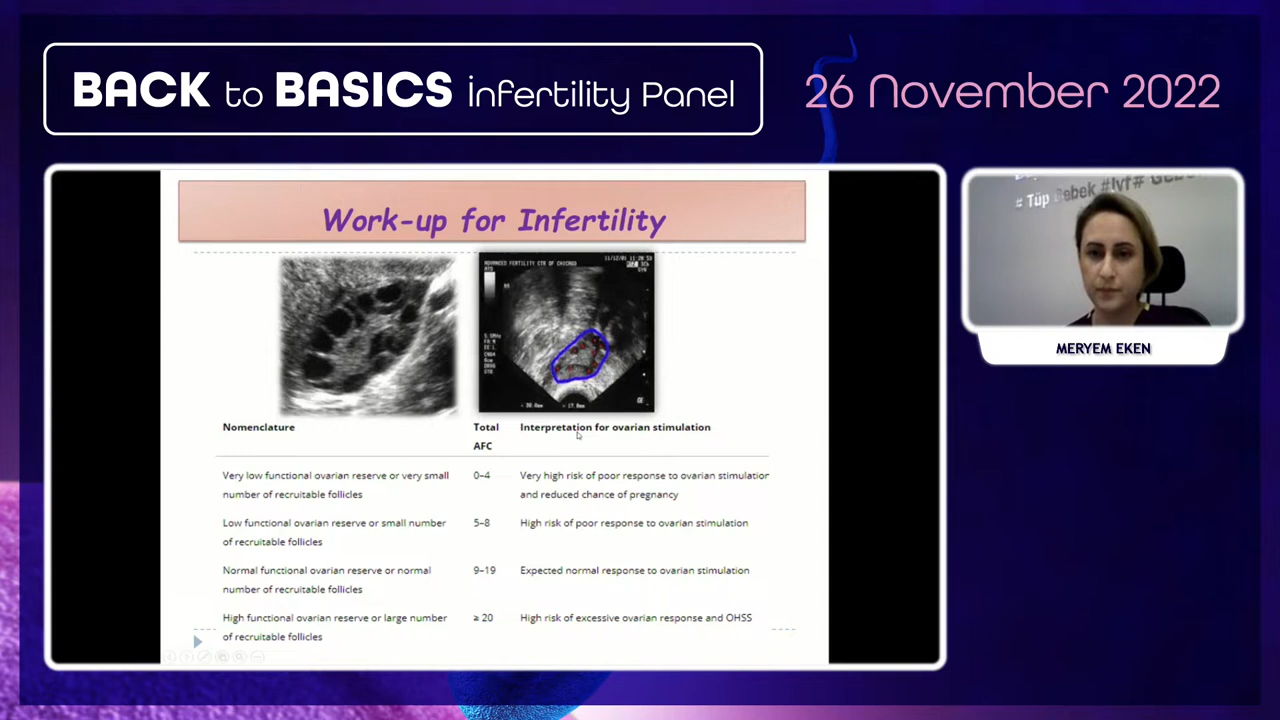 BACK to BASICS infertility Panel
26 November 2022
# Tüp Bebek #Ivf#
MERYEM EKEN
Work-up for Infertility
ADVANCED FERTILITY CTR OF CHICAGO
Nomenclature
Total AFC
Interpretation for ovarian stimulation
Very low functional ovarian reserve or very small
number of recruitable follicles
0–4
Very high risk of poor response to ovarian stimulation
and reduced chance of pregnancy
Low functional ovarian reserve or small number
of recruitable follicles
5–8
High risk of poor response to ovarian stimulation
Normal functional ovarian reserve or normal
number of recruitable follicles
9–19
Expected normal response to ovarian stimulation
High functional ovarian reserve or large number
of recruitable follicles
≥ 20
High risk of excessive ovarian response and OHSS